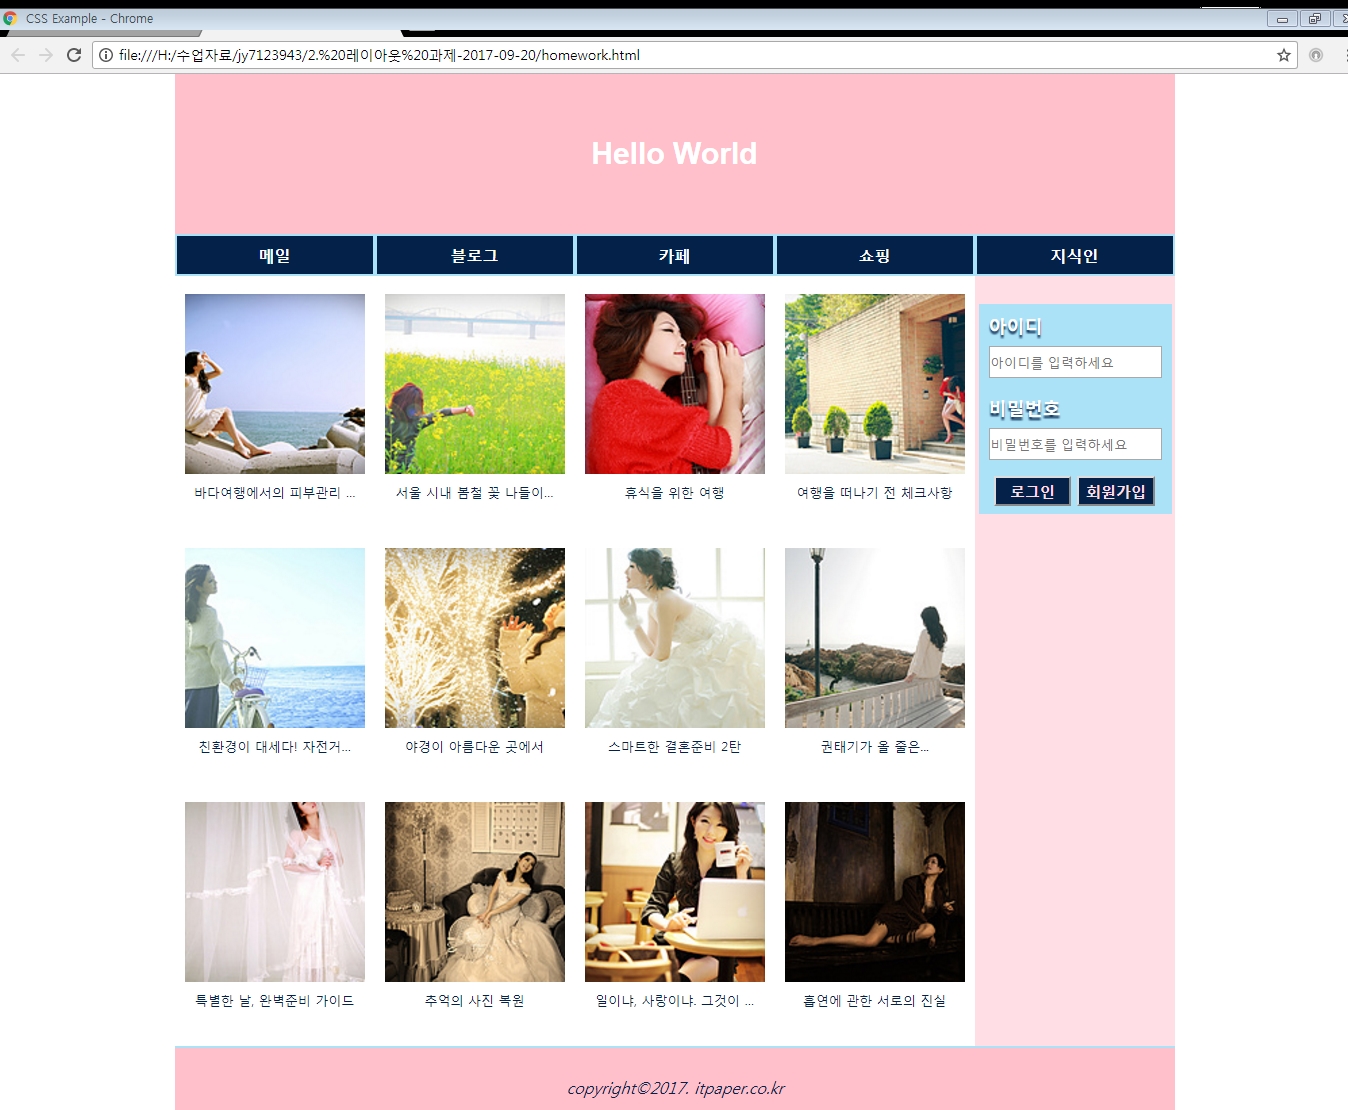 CSS Example - Chrome
file:///H:/수업자료/jy7123943/2.%20레이아웃%20과제-2017-09-20/homework.html
Hello World
메일 블로그 카페 쇼핑 지식인
아이디
아이디를 입력하세요
비밀번호
비밀번호를 입력하세요
로그인 회원가입
바다여행에서의 피부관리 ... 서울 시내 봄철 꽃 나들이... 휴식을 위한 여행 여행을 떠나기 전 체크사항
친환경이 대세다! 자전거... 야경이 아름다운 곳에서 스마트한 결혼준비 2탄 권태기가 올 줄은...
특별한 날, 완벽준비 가이드 추억의 사진 복원 일이냐, 사랑이냐. 그것이 ... 흡연에 관한 서로의 진실
copyright©2017. itpaper.co.kr